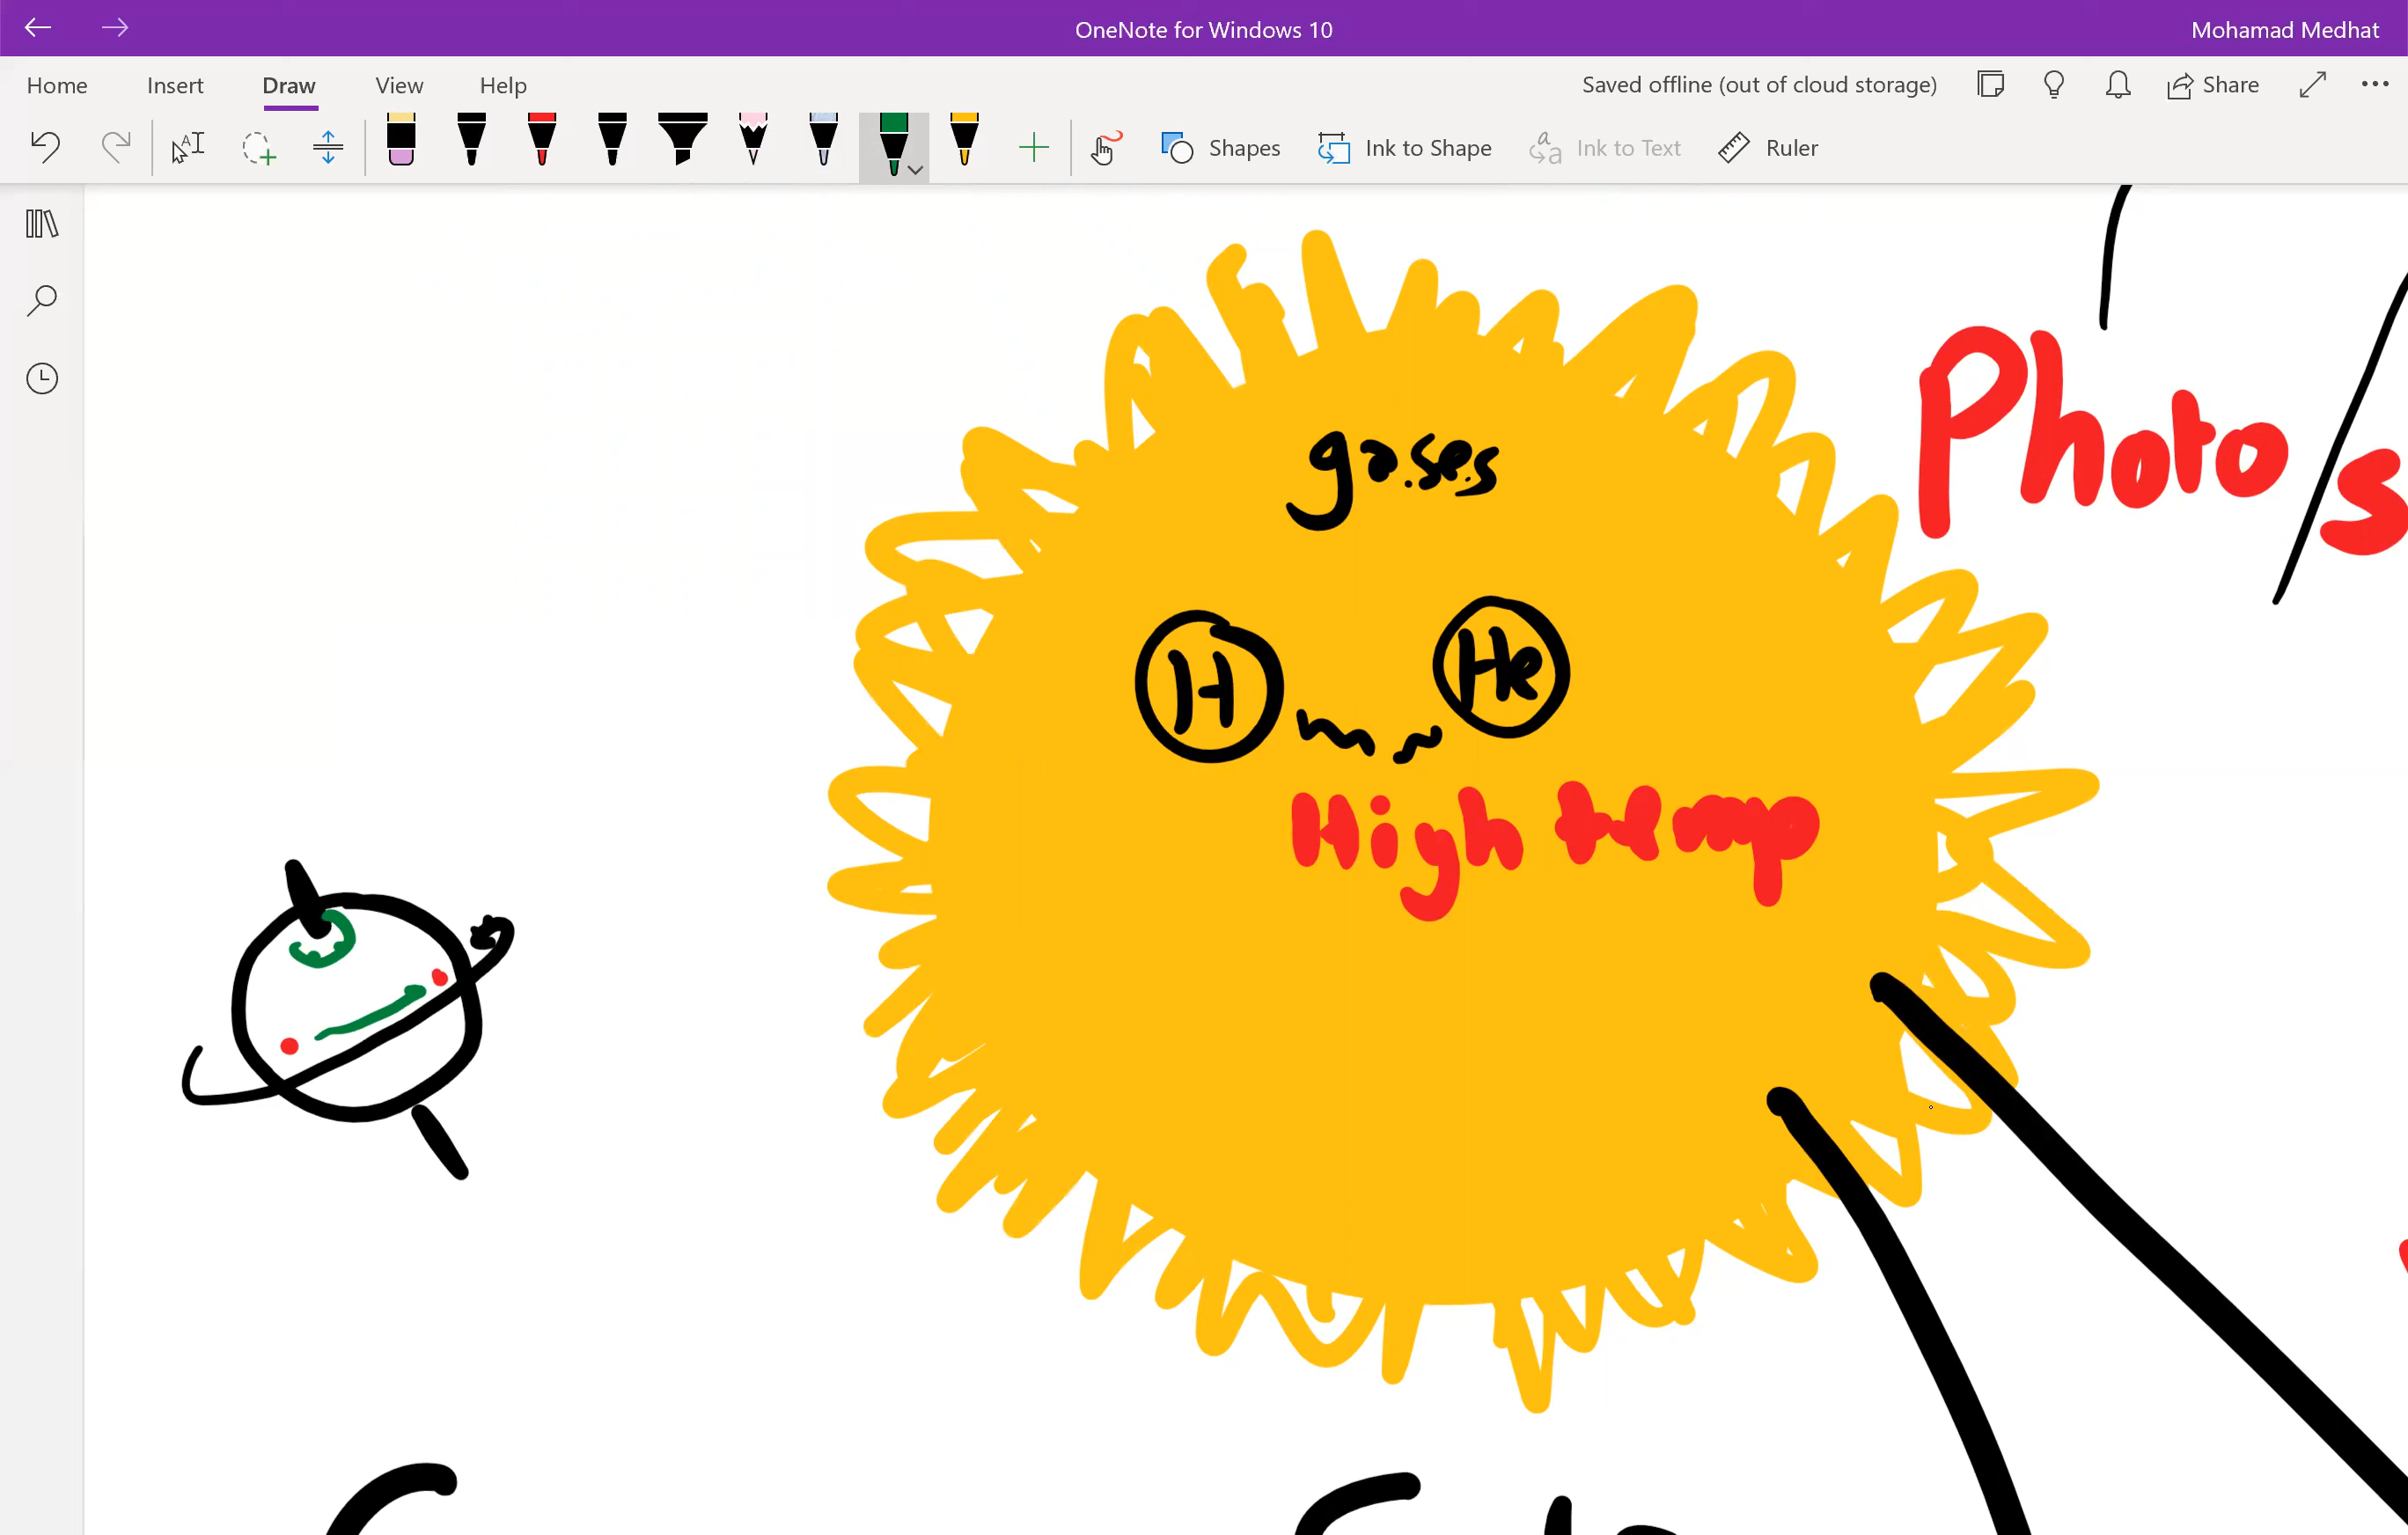 OneNote for Windows 10
Mohamad Medhat
Home Insert Draw View Help
Saved offline (out of cloud storage)
Share
Shapes
Ink to Shape
Ink to Text
Ruler
Photo/s
gases
H
He
High temp